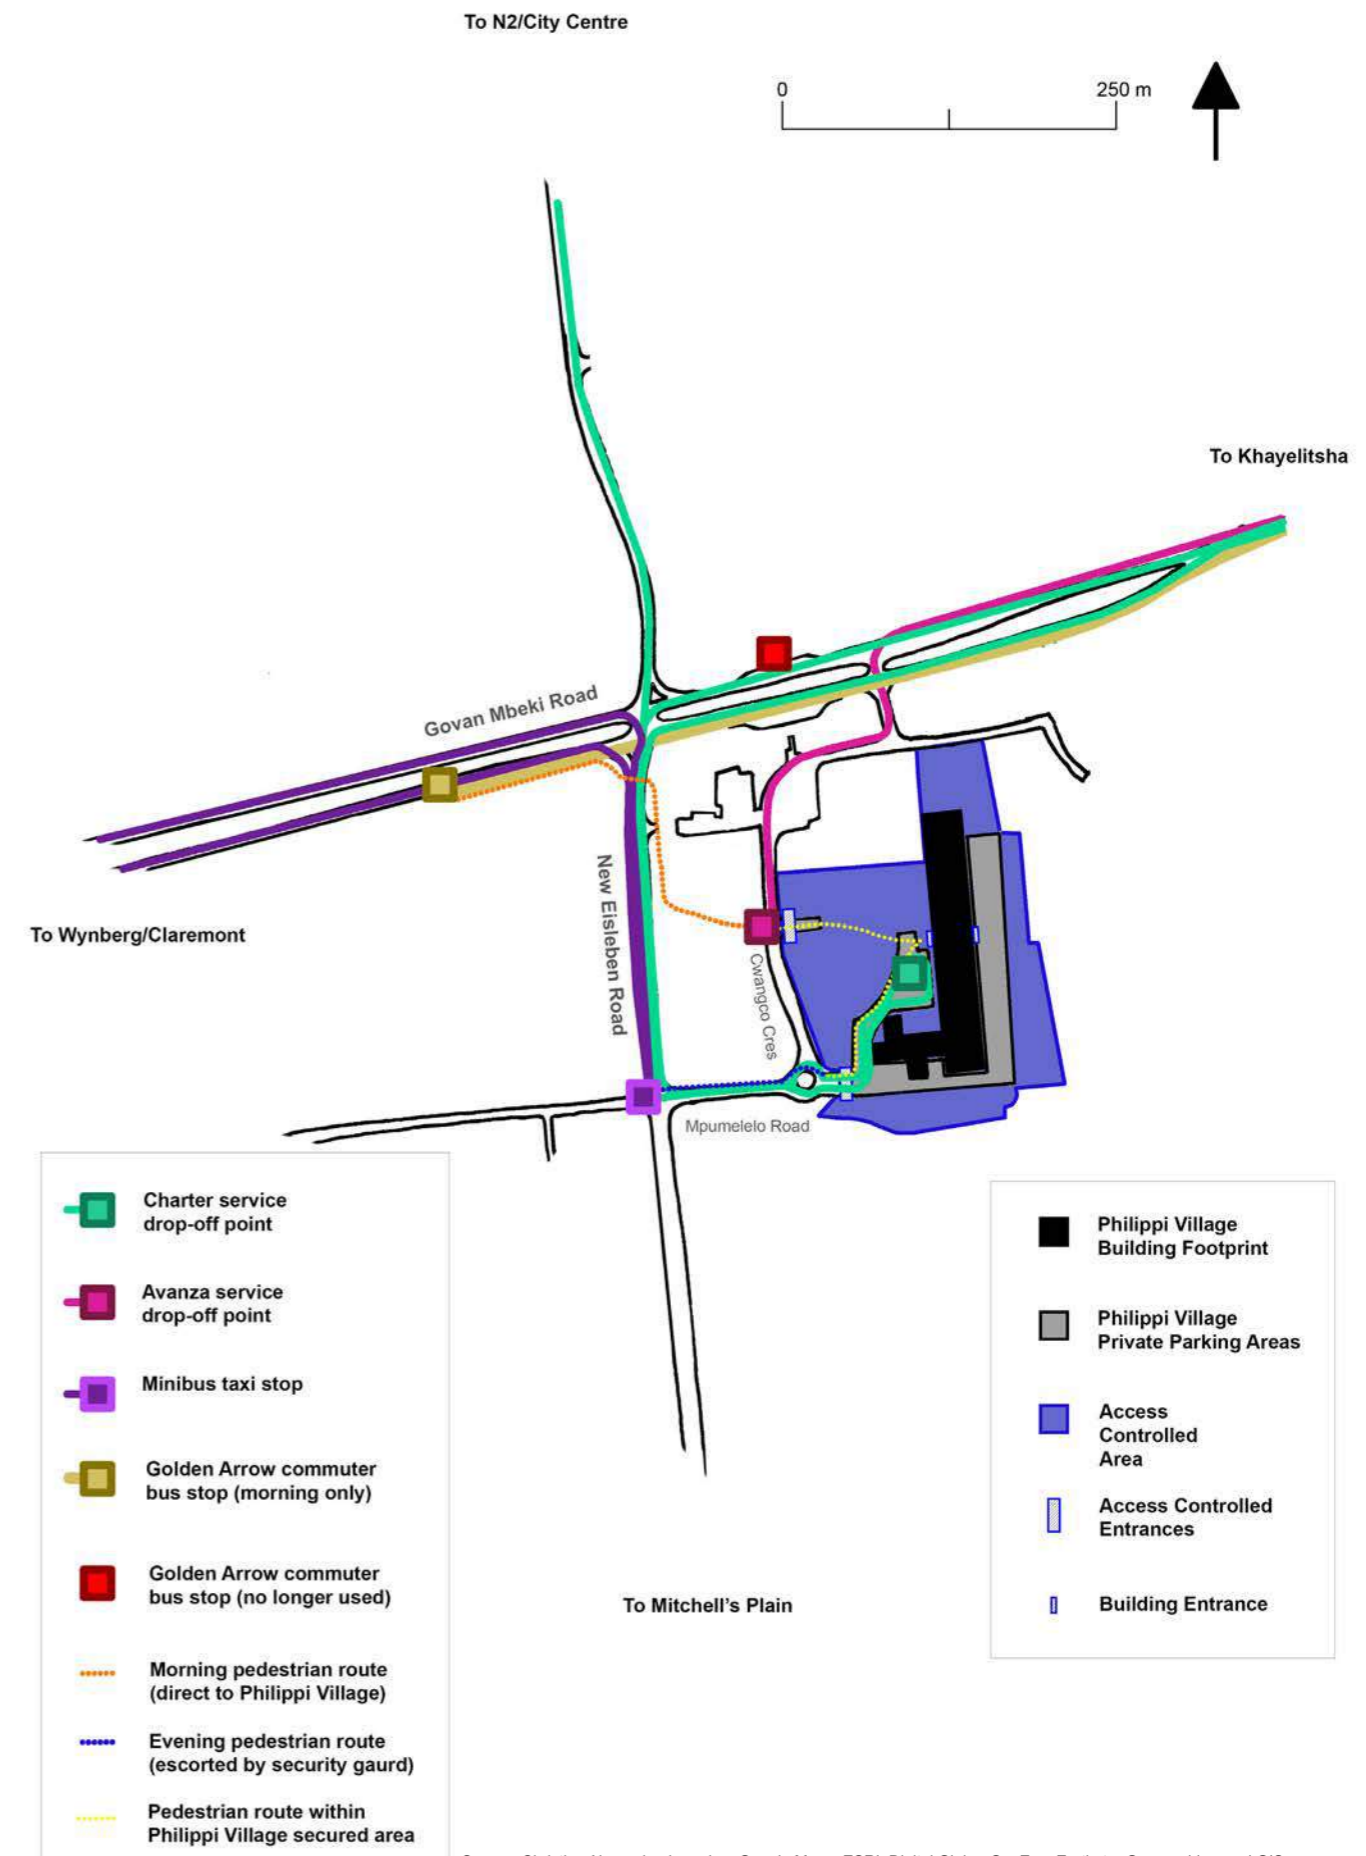 To N2/City Centre
0
250 m
To Khayelitsha
Govan Mbeki Road
New Eisleben Road
To Wynberg/Claremont
Cwangco Cres
Mpumelelo Road
Charter service
drop-off point
Avanza service
drop-off point
Minibus taxi stop
Golden Arrow commuter
bus stop (morning only)
Golden Arrow commuter
bus stop (no longer used)
Morning pedestrian route
(direct to Philippi Village)
Evening pedestrian route
(escorted by security gaurd)
Pedestrian route within
Philippi Village secured area
Philippi Village
Building Footprint
Philippi Village
Private Parking Areas
Access
Controlled
Area
Access Controlled
Entrances
Building Entrance
To Mitchell's Plain